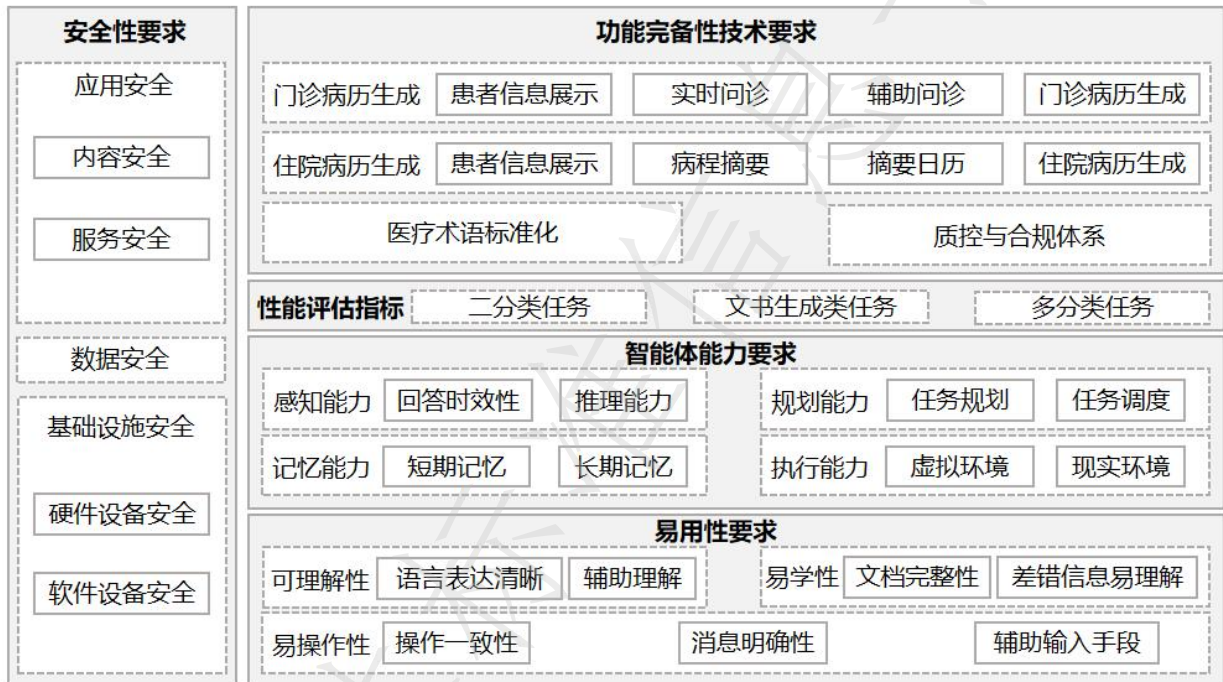 安全性要求
应用安全
内容安全
服务安全
数据安全
基础设施安全
硬件设备安全
软件设备安全
功能完备性技术要求
门诊病历生成 患者信息展示 实时问诊 辅助问诊 门诊病历生成
住院病历生成 患者信息展示 病程摘要 摘要日历 住院病历生成
医疗术语标准化 质控与合规体系
性能评估指标 二分类任务 文书生成类任务 多分类任务
智能体能力要求
感知能力 回答时效性 推理能力 规划能力 任务规划 任务调度
记忆能力 短期记忆 长期记忆 执行能力 虚拟环境 现实环境
易用性要求
可理解性 语言表达清晰 辅助理解 易学性 文档完整性 差错信息易理解
易操作性 操作一致性 消息明确性 辅助输入手段